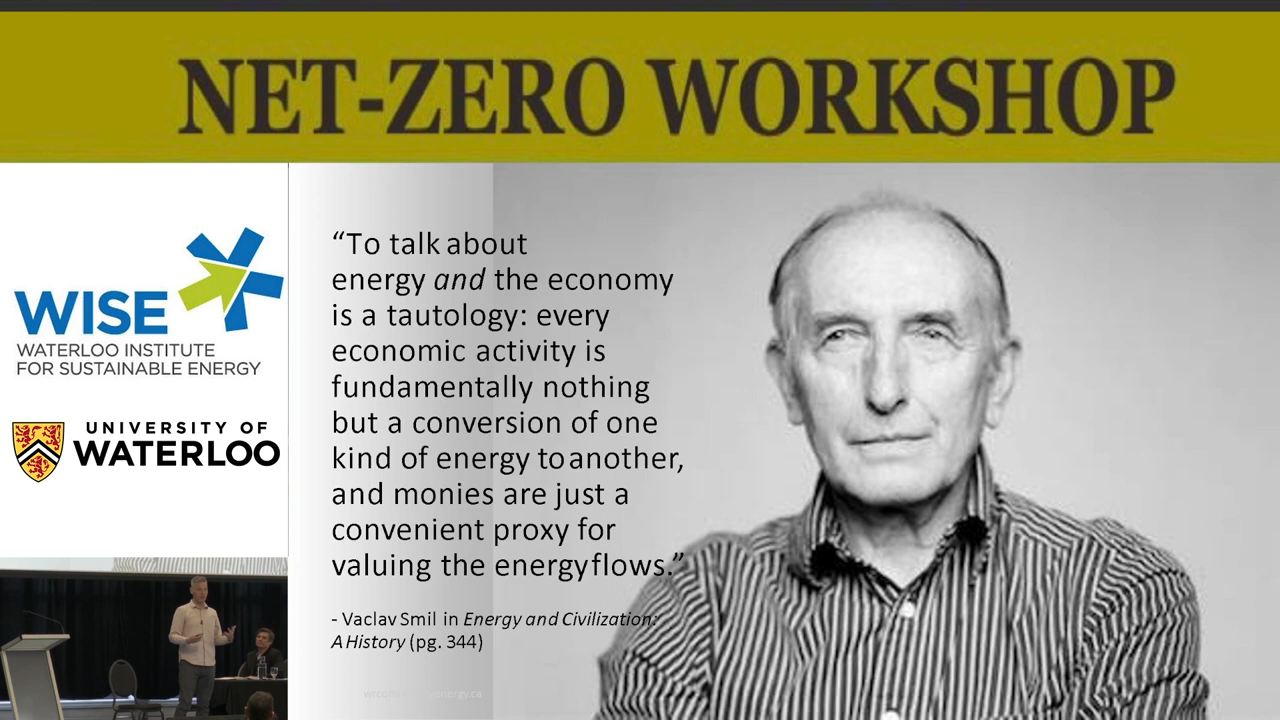 NET-ZERO WORKSHOP
WISE
WATERLOO INSTITUTE
FOR SUSTAINABLE ENERGY
UNIVERSITY OF
WATERLOO
“To talk about
energy and the economy
is a tautology: every
economic activity is
fundamentally nothing
but a conversion of one
kind of energy to another,
and monies are just a
convenient proxy for
valuing the energy flows.”
- Vaclav Smil in Energy and Civilization:
A History (pg. 344)